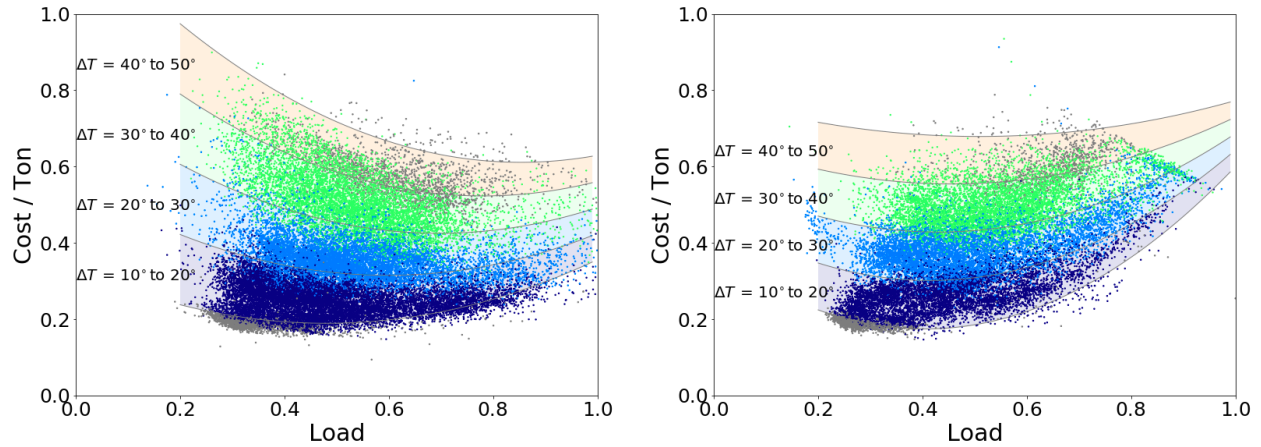 1.0
0.8
0.6
0.4
0.2
0.0
Cost / Ton
ΔT = 40° to 50°
ΔT = 30° to 40°
ΔT = 20° to 30°
ΔT = 10° to 20°
0.0 0.2 0.4 0.6 0.8 1.0
Load
1.0
0.8
0.6
0.4
0.2
0.0
Cost / Ton
ΔT = 40° to 50°
ΔT = 30° to 40°
ΔT = 20° to 30°
ΔT = 10° to 20°
0.0 0.2 0.4 0.6 0.8 1.0
Load